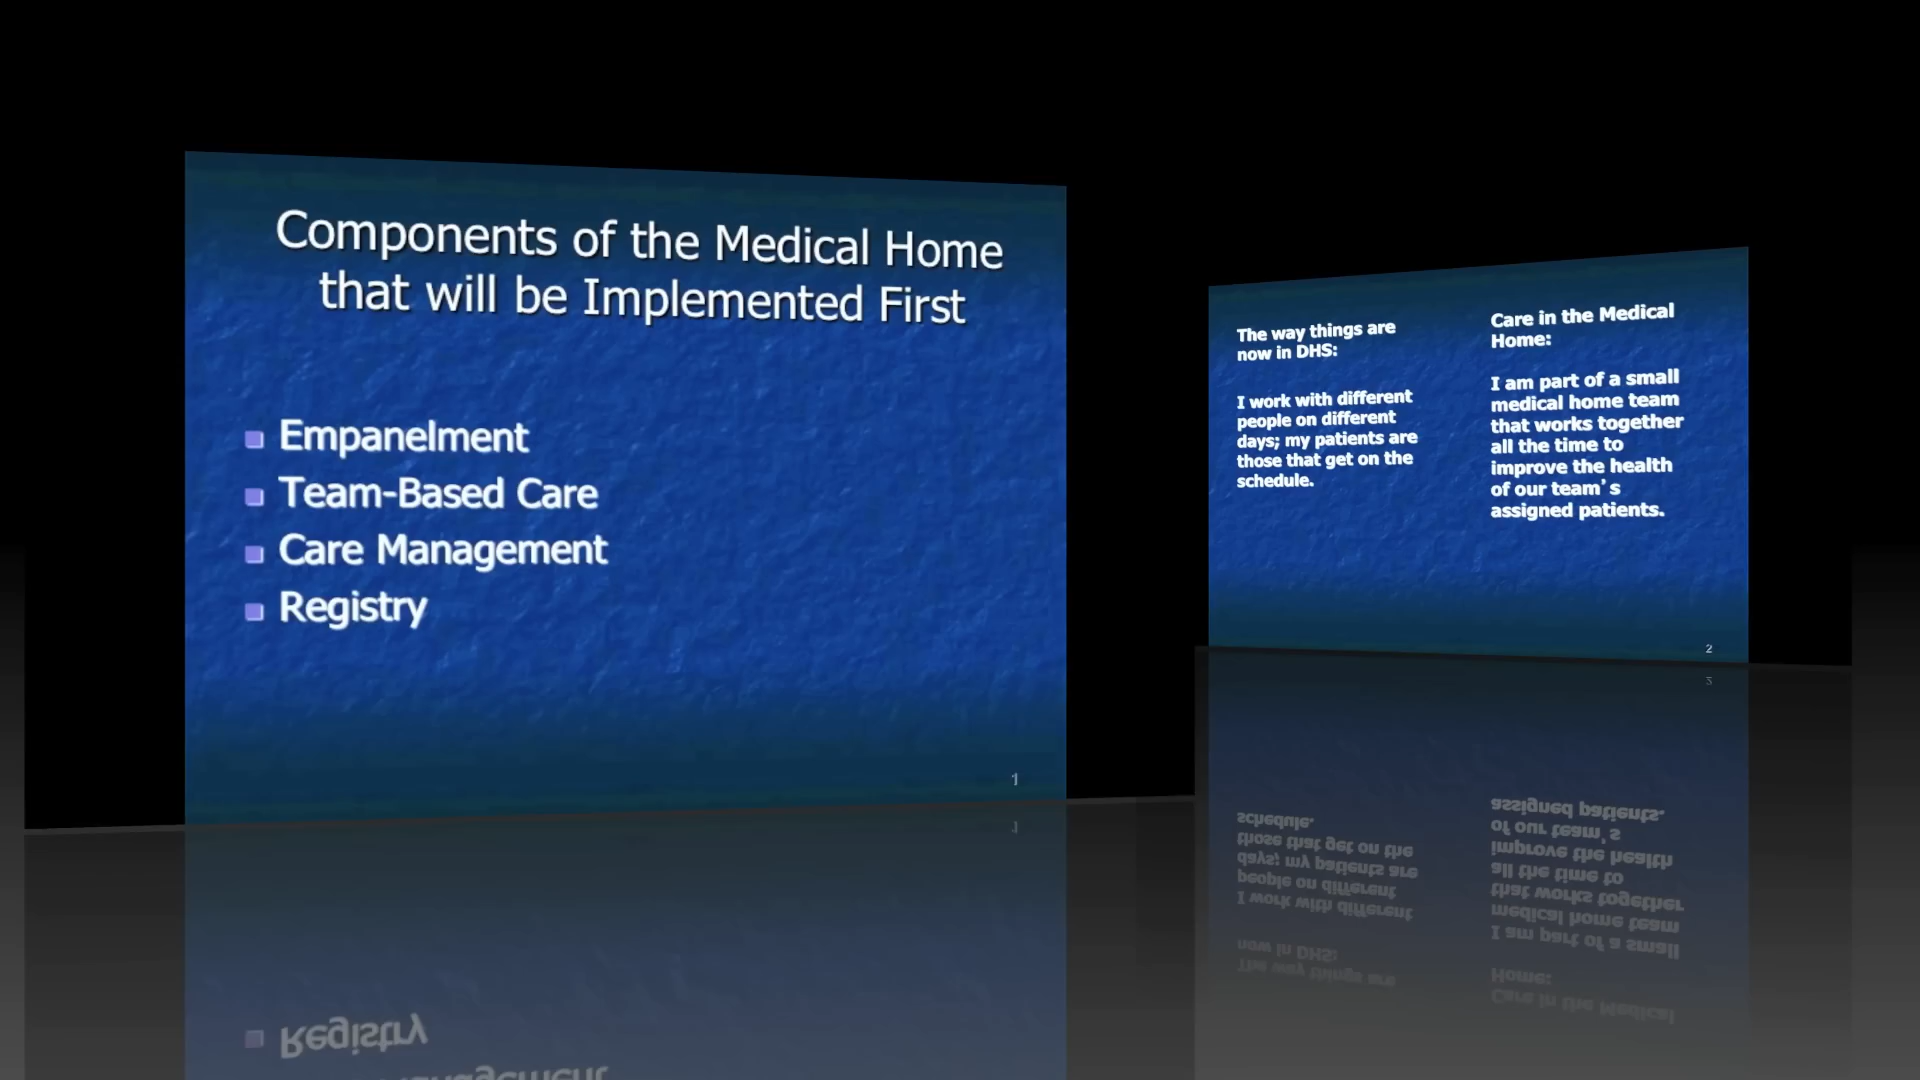 Components of the Medical Home
that will be Implemented First
Empanelment
Team-Based Care
Care Management
Registry
1
The way things are
now in DHS:
I work with different
people on different
days; my patients are
those that get on the
schedule.
Care in the Medical
Home:
I am part of a small
medical home team
that works together
all the time to
improve the health
of our team's
assigned patients.
2